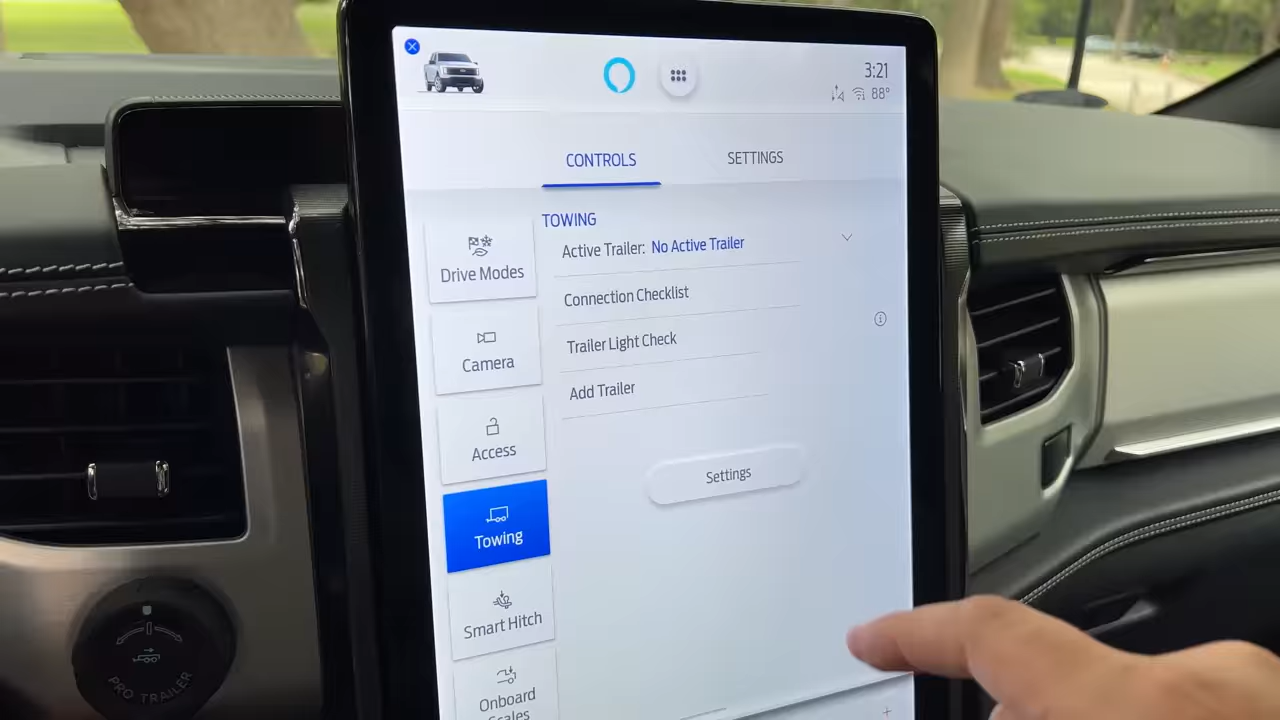 3:21
88°
CONTROLS
SETTINGS
TOWING
Active Trailer: No Active Trailer
Connection Checklist
Trailer Light Check
Add Trailer
Settings
Drive Modes
Camera
Access
Towing
Smart Hitch
Onboard
Scales
PRO TRAILER